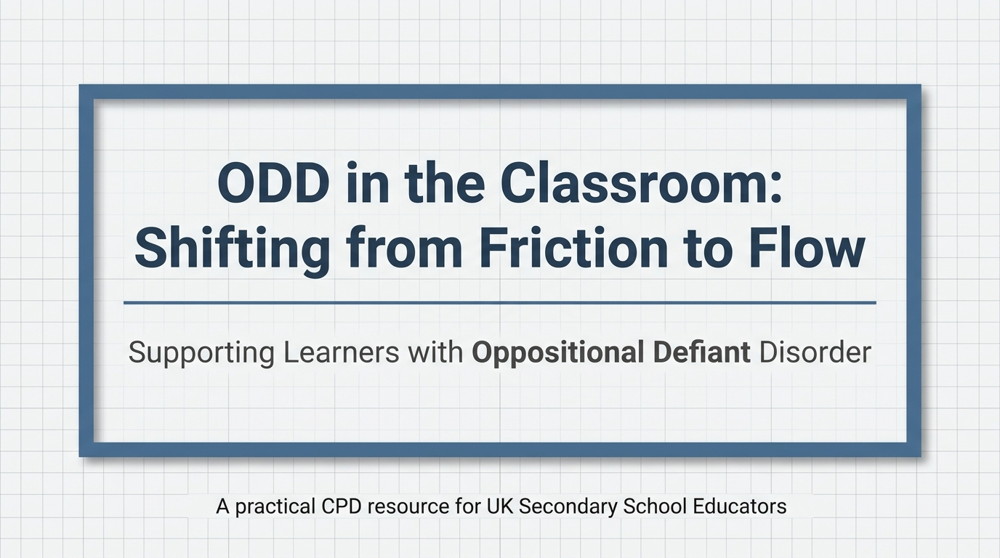 ODD in the Classroom:
Shifting from Friction to Flow
Supporting Learners with Oppositional Defiant Disorder
A practical CPD resource for UK Secondary School Educators